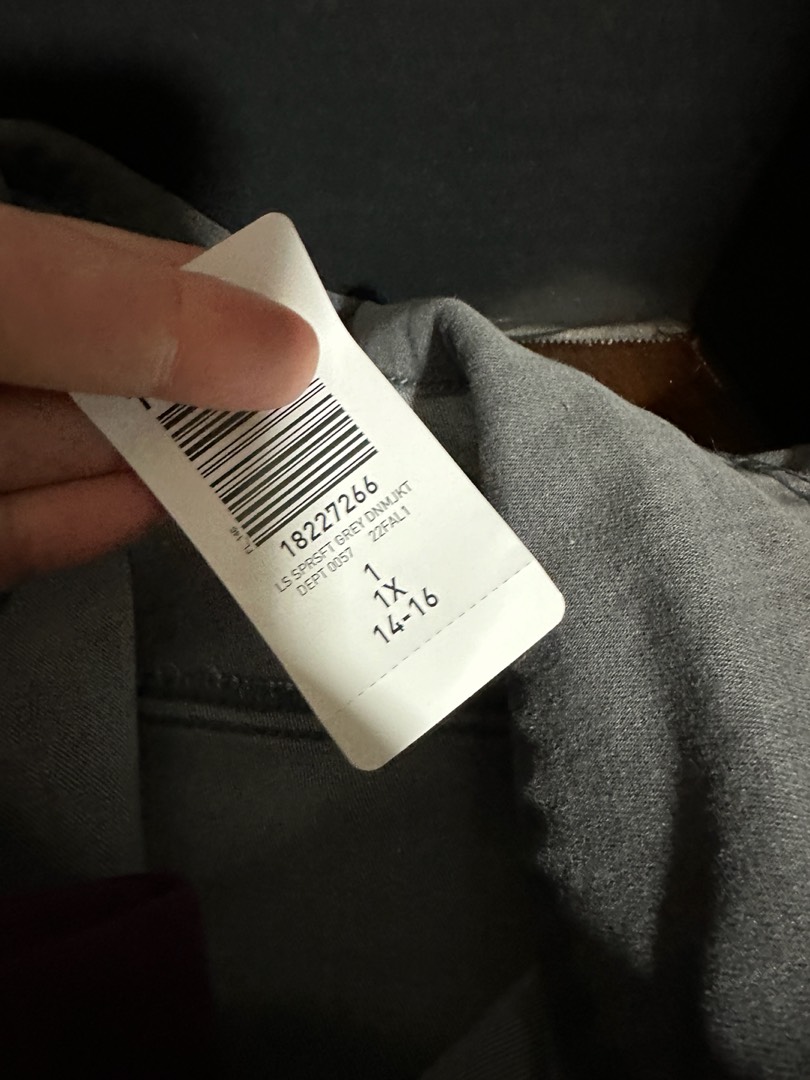 18227266
LS SPRSFT GREY DNMJKT
DEPT 0057 22FAL1
1
1X
14-16